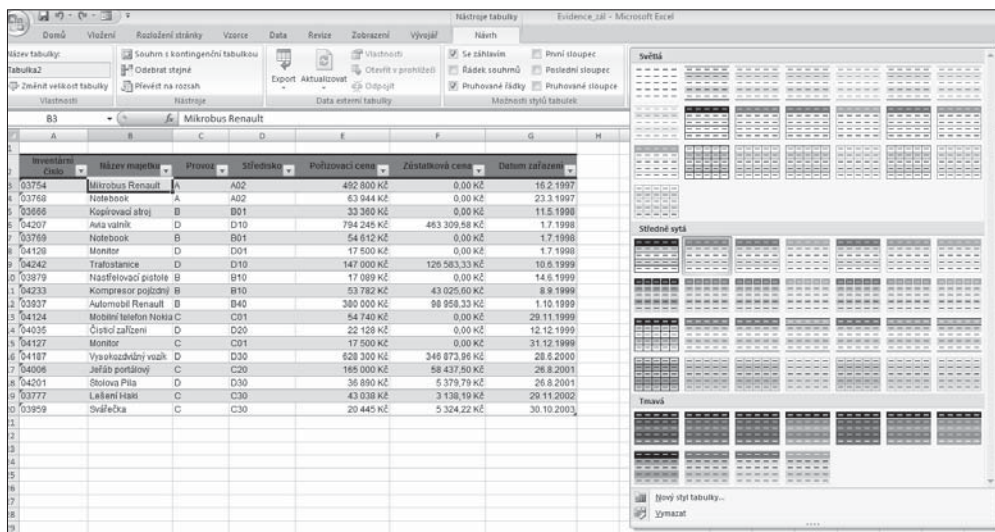 Nástroje tabulky
Evidence_zál - Microsoft Excel
Domů Vložení Rozložení stránky Vzorce Data Revize Zobrazení Vývojář Návrh
Název tabulky:
Tabulka2
Změnit velikost tabulky
Vlastnosti
Souhrn s kontingenční tabulkou
Odebrat stejné
Převést na rozsah
Nástroje
Export Aktualizovat
Vlastnosti
Otevřít v prohlížeči
Odpojit
Data externí tabulky
Se záhlavím
Řádek souhrnů
Pruhované řádky
První sloupec
Poslední sloupec
Pruhované sloupce
Možnosti stylů tabulek
B3 fx Mikrobus Renault
A B C D E F G H
Inventární číslo Název majetku Provoz Středisko Pořizovací cena Zůstatková cena Datum zařazení
03754 Mikrobus Renault A A02 492 800 Kč 0,00 Kč 16.2.1997
03768 Notebook A A02 63 944 Kč 0,00 Kč 23.3.1997
03666 Kopírovací stroj B B01 33 360 Kč 0,00 Kč 11.5.1998
04207 Avia valník D D10 794 245 Kč 463 309,58 Kč 1.7.1998
03769 Notebook B B01 54 612 Kč 0,00 Kč 1.7.1998
04128 Monitor D D01 17 500 Kč 0,00 Kč 1.7.1998
04242 Trafostanice D D10 147 000 Kč 126 583,33 Kč 10.6.1999
03879 Nastřelovací pistole B B10 17 089 Kč 0,00 Kč 14.6.1999
04233 Kompresor pojízdný B B10 53 782 Kč 43 025,60 Kč 8.9.1999
03937 Automobil Renault B B40 380 000 Kč 98 958,33 Kč 1.10.1999
04124 Mobilní telefon Nokia C C01 54 740 Kč 0,00 Kč 29.11.1999
04035 Čisticí zařízení D D20 22 128 Kč 0,00 Kč 12.12.1999
04127 Monitor C C01 17 500 Kč 0,00 Kč 31.12.1999
04187 Vysokozdvižný vozík D D30 628 300 Kč 346 873,96 Kč 28.6.2000
04006 Jeřáb portálový C C20 165 000 Kč 58 437,50 Kč 26.8.2001
04201 Stolova Pila D D30 36 890 Kč 5 379,79 Kč 26.8.2001
03777 Lešení Haki C C30 43 038 Kč 3 138,19 Kč 29.11.2002
03959 Svářečka C C30 20 445 Kč 5 324,22 Kč 30.10.2003
Světlá
Středně sytá
Tmavá
Nový styl tabulky...
Vymazat